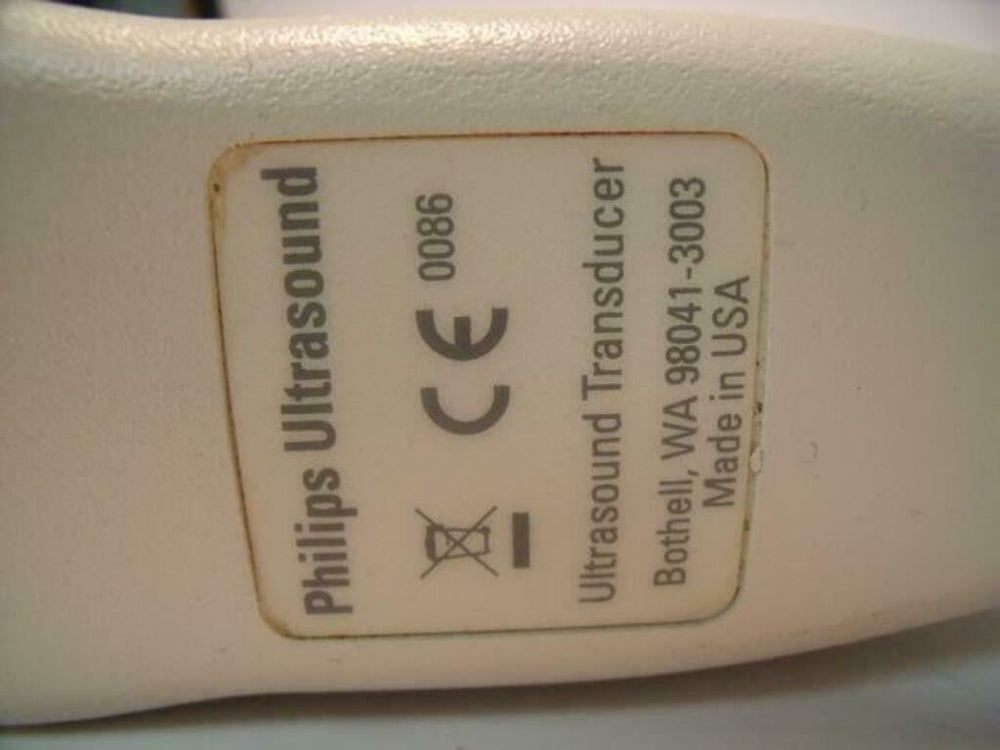 Philips Ultrasound
CE 0086
Ultrasound Transducer
Bothell, WA 98041-3003
Made in USA